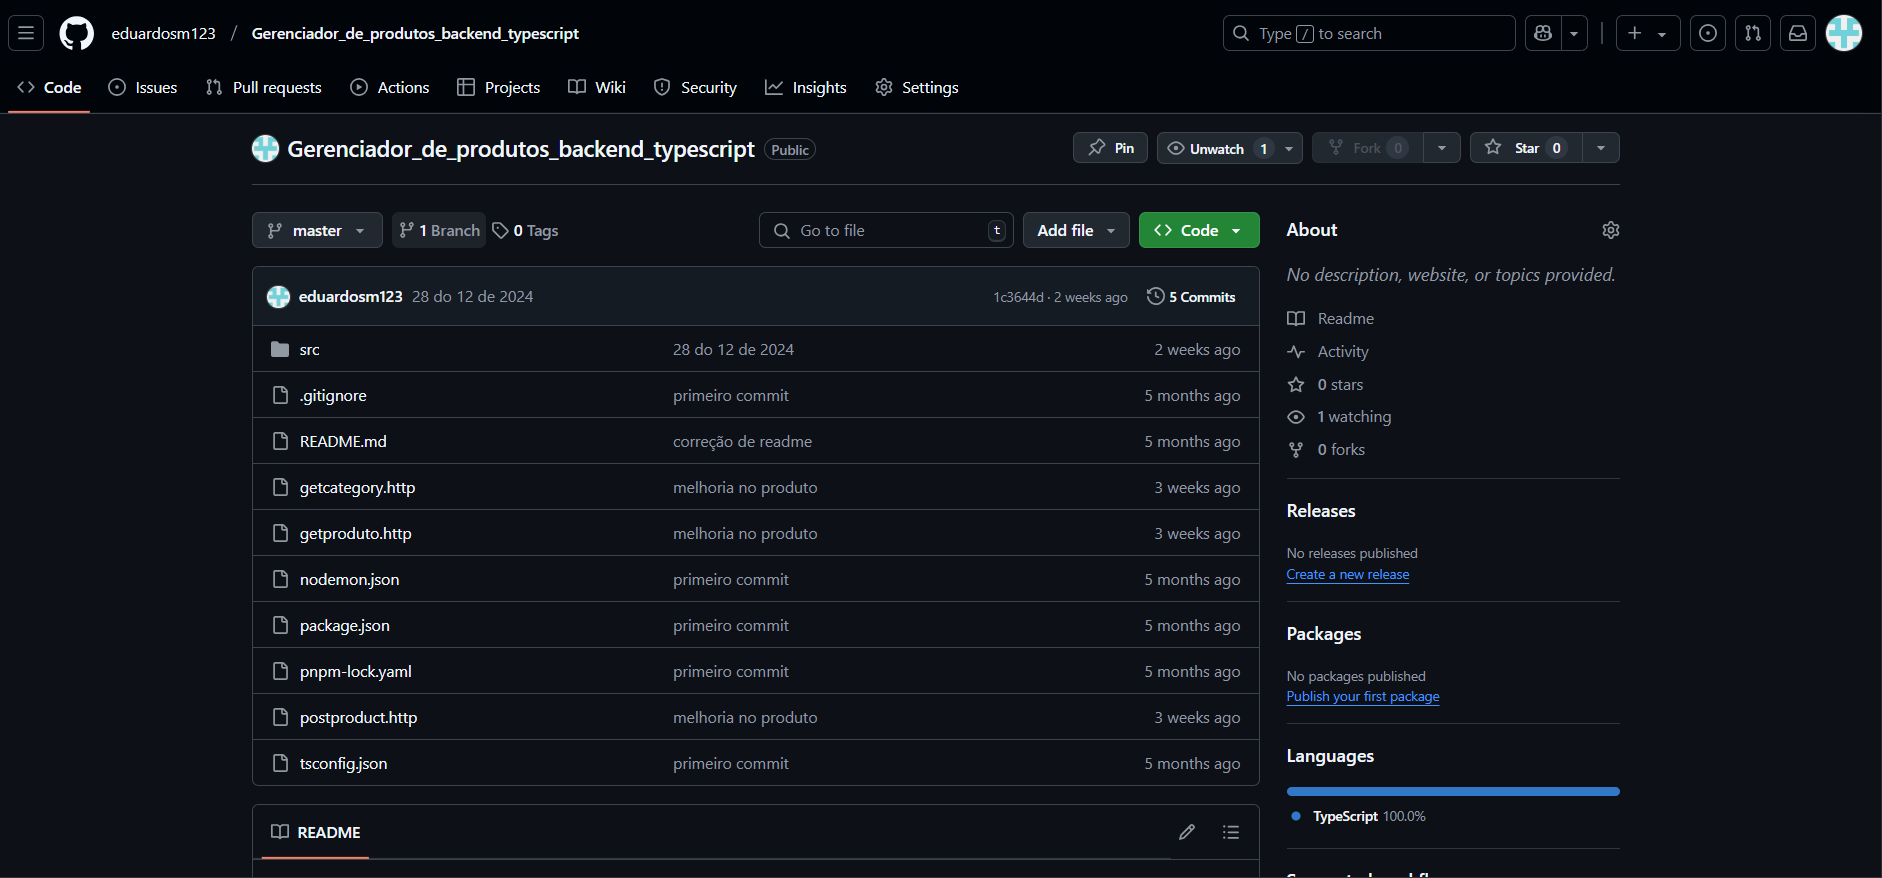 eduardosm123 / Gerenciador_de_produtos_backend_typescript
Type / to search
Code Issues Pull requests Actions Projects Wiki Security Insights Settings
Gerenciador_de_produtos_backend_typescript Public
Pin Unwatch 1 Fork 0 Star 0
master 1 Branch 0 Tags
Go to file t Add file Code
eduardosm123 28 do 12 de 2024 1c3644d · 2 weeks ago 5 Commits
src 28 do 12 de 2024 2 weeks ago
.gitignore primeiro commit 5 months ago
README.md correção de readme 5 months ago
getcategory.http melhoria no produto 3 weeks ago
getproduto.http melhoria no produto 3 weeks ago
nodemon.json primeiro commit 5 months ago
package.json primeiro commit 5 months ago
pnpm-lock.yaml primeiro commit 5 months ago
postproduct.http melhoria no produto 3 weeks ago
tsconfig.json primeiro commit 5 months ago
README
About
No description, website, or topics provided.
Readme
Activity
0 stars
1 watching
0 forks
Releases
No releases published
Create a new release
Packages
No packages published
Publish your first package
Languages
TypeScript 100.0%